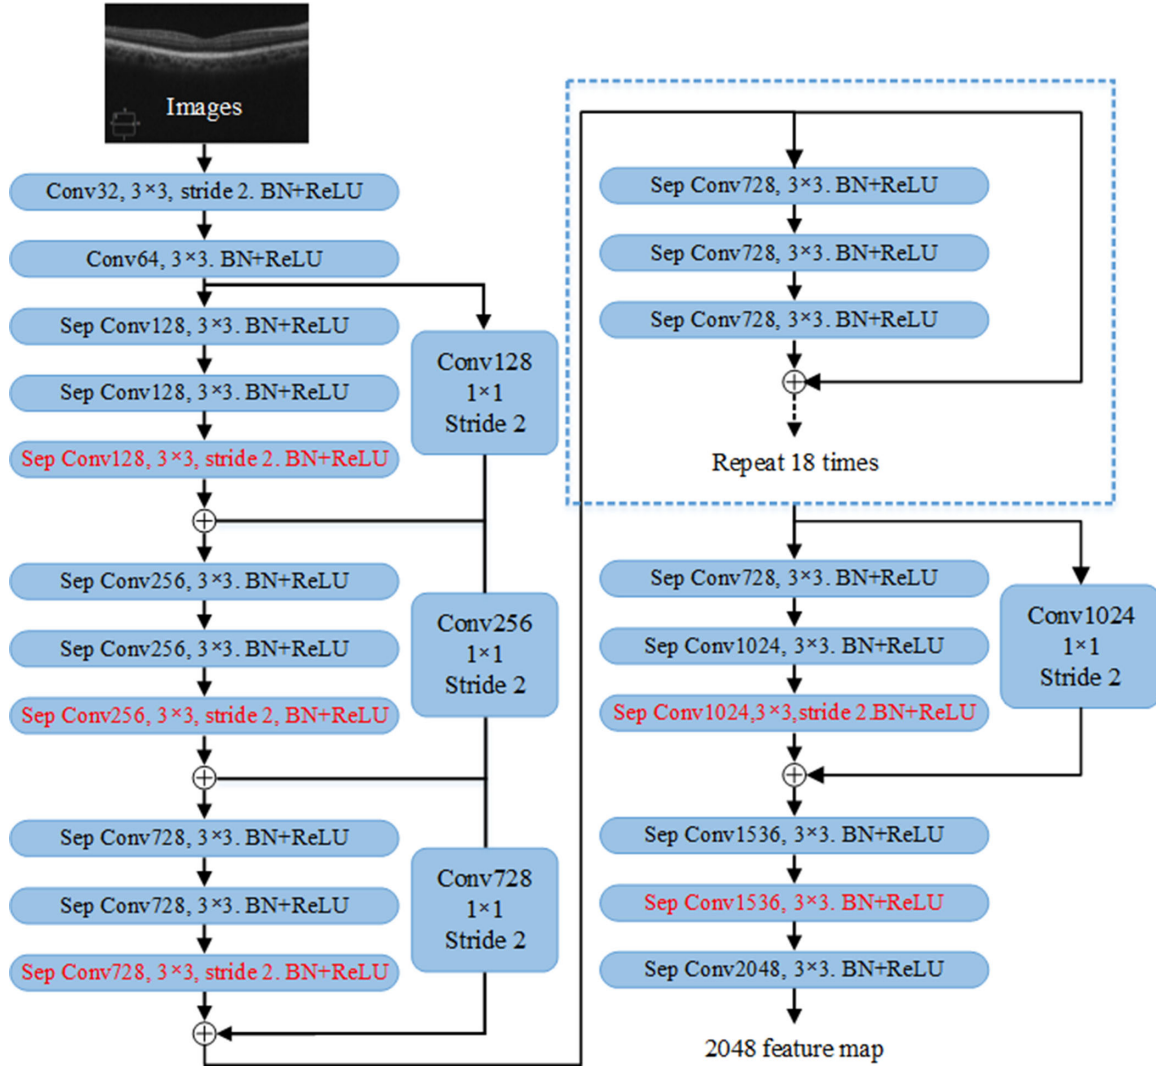 Images
Conv32, 3×3, stride 2. BN+ReLU
Conv64, 3×3. BN+ReLU
Sep Conv128, 3×3. BN+ReLU
Sep Conv128, 3×3. BN+ReLU
Sep Conv128, 3×3, stride 2. BN+ReLU
Conv128
1×1
Stride 2
Sep Conv256, 3×3. BN+ReLU
Sep Conv256, 3×3. BN+ReLU
Sep Conv256, 3×3, stride 2, BN+ReLU
Conv256
1×1
Stride 2
Sep Conv728, 3×3. BN+ReLU
Sep Conv728, 3×3. BN+ReLU
Sep Conv728, 3×3, stride 2. BN+ReLU
Conv728
1×1
Stride 2
Sep Conv728, 3×3. BN+ReLU
Sep Conv728, 3×3. BN+ReLU
Sep Conv728, 3×3. BN+ReLU
Repeat 18 times
Sep Conv728, 3×3. BN+ReLU
Sep Conv1024, 3×3. BN+ReLU
Sep Conv1024,3×3,stride 2.BN+ReLU
Conv1024
1×1
Stride 2
Sep Conv1536, 3×3. BN+ReLU
Sep Conv1536, 3×3. BN+ReLU
Sep Conv2048, 3×3. BN+ReLU
2048 feature map